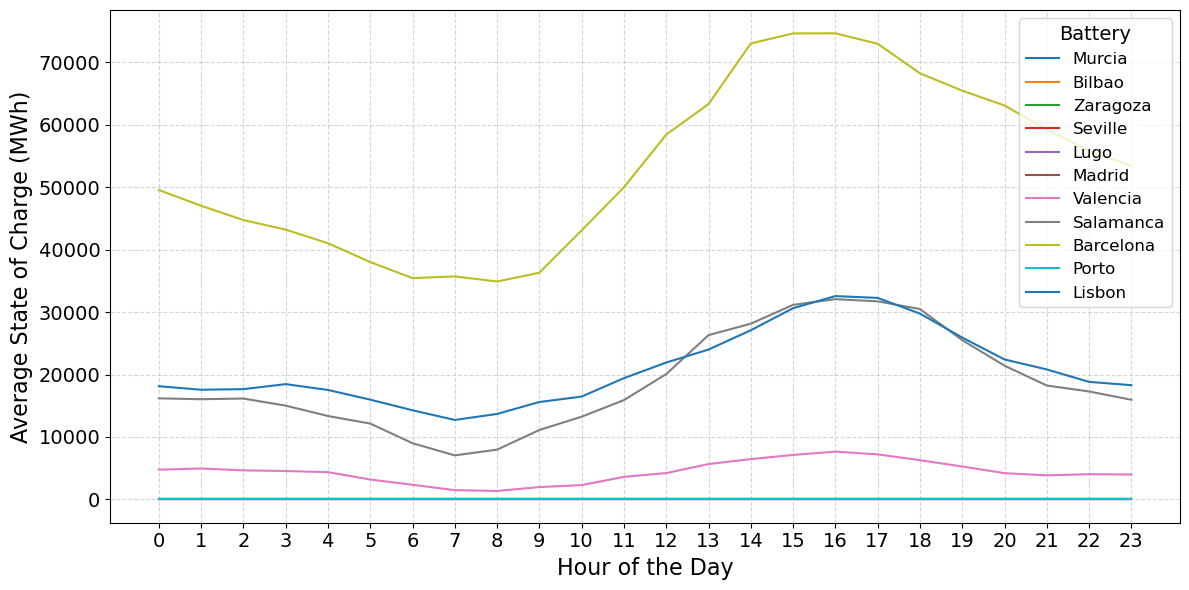 Average State of Charge (MWh)
70000
60000
50000
40000
30000
20000
10000
0
0 1 2 3 4 5 6 7 8 9 10 11 12 13 14 15 16 17 18 19 20 21 22 23
Hour of the Day
Battery
Murcia
Bilbao
Zaragoza
Seville
Lugo
Madrid
Valencia
Salamanca
Barcelona
Porto
Lisbon